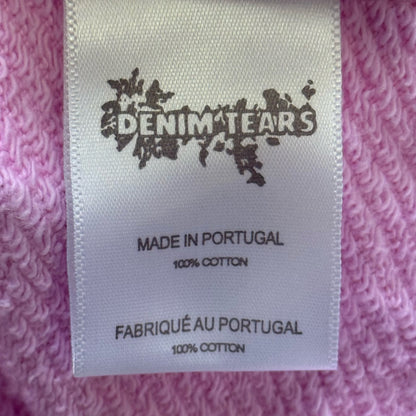 DENIM TEARS
MADE IN PORTUGAL
100% COTTON
FABRIQUÉ AU PORTUGAL
100% COTTON